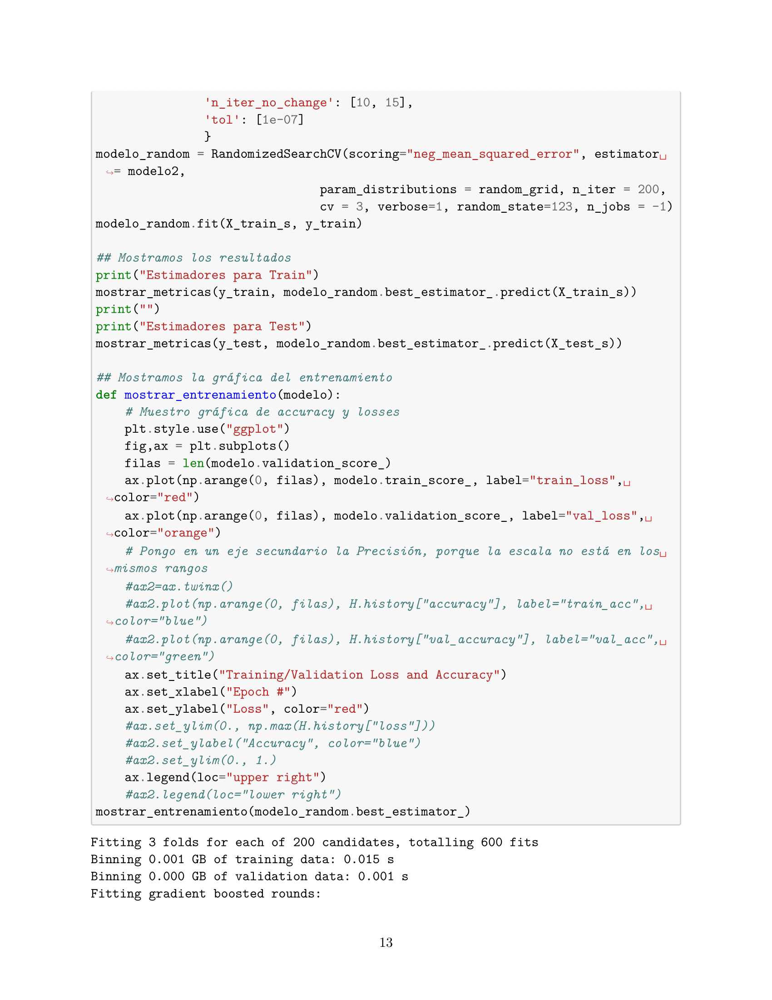 'n_iter_no_change': [10, 15],
'tol': [1e-07]
}
modelo_random = RandomizedSearchCV(scoring="neg_mean_squared_error", estimator␣
↪= modelo2,
param_distributions = random_grid, n_iter = 200,
cv = 3, verbose=1, random_state=123, n_jobs = -1)
modelo_random.fit(X_train_s, y_train)
## Mostramos los resultados
print("Estimadores para Train")
mostrar_metricas(y_train, modelo_random.best_estimator_.predict(X_train_s))
print("")
print("Estimadores para Test")
mostrar_metricas(y_test, modelo_random.best_estimator_.predict(X_test_s))
## Mostramos la gráfica del entrenamiento
def mostrar_entrenamiento(modelo):
# Muestro gráfica de accuracy y losses
plt.style.use("ggplot")
fig,ax = plt.subplots()
filas = len(modelo.validation_score_)
ax.plot(np.arange(0, filas), modelo.train_score_, label="train_loss",␣
↪color="red")
ax.plot(np.arange(0, filas), modelo.validation_score_, label="val_loss",␣
↪color="orange")
# Pongo en un eje secundario la Precisión, porque la escala no está en los␣
↪mismos rangos
#ax2=ax.twinx()
#ax2.plot(np.arange(0, filas), H.history["accuracy"], label="train_acc",␣
↪color="blue")
#ax2.plot(np.arange(0, filas), H.history["val_accuracy"], label="val_acc",␣
↪color="green")
ax.set_title("Training/Validation Loss and Accuracy")
ax.set_xlabel("Epoch #")
ax.set_ylabel("Loss", color="red")
#ax.set_ylim(0., np.max(H.history["loss"]))
#ax2.set_ylabel("Accuracy", color="blue")
#ax2.set_ylim(0., 1.)
ax.legend(loc="upper right")
#ax2.legend(loc="lower right")
mostrar_entrenamiento(modelo_random.best_estimator_)
Fitting 3 folds for each of 200 candidates, totalling 600 fits
Binning 0.001 GB of training data: 0.015 s
Binning 0.000 GB of validation data: 0.001 s
Fitting gradient boosted rounds:
13